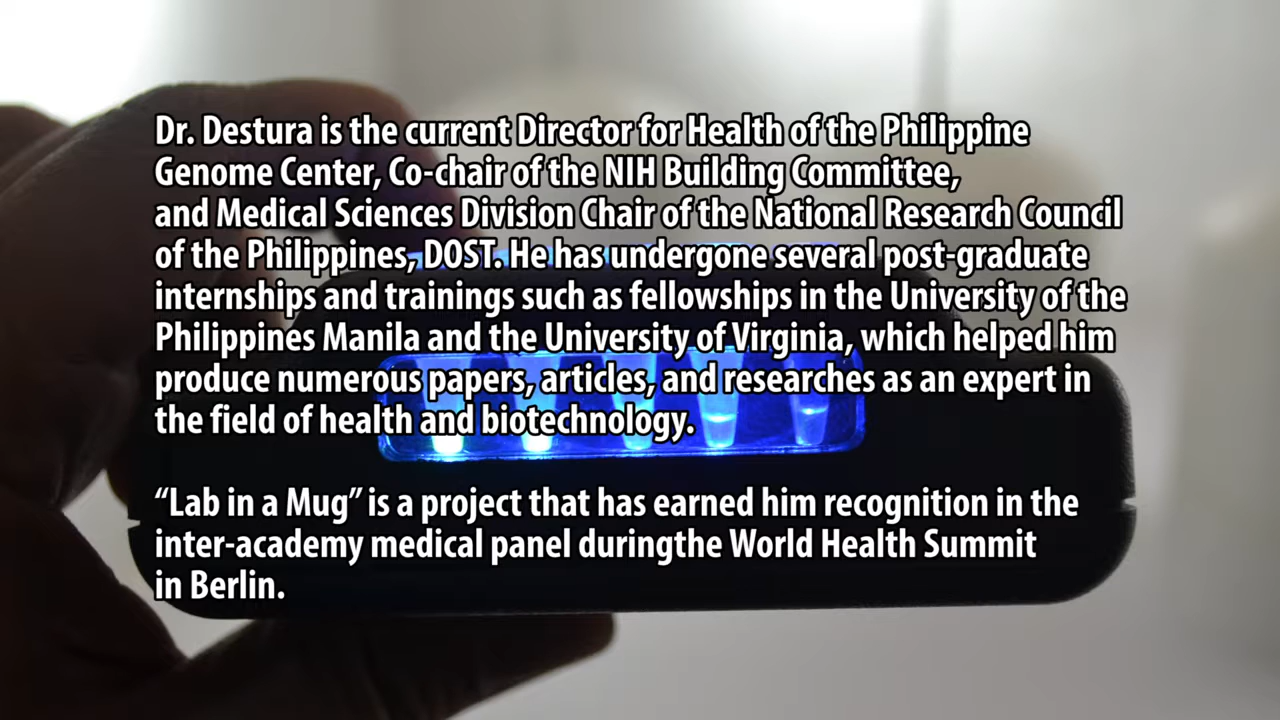 Dr. Destura is the current Director for Health of the Philippine
Genome Center, Co-chair of the NIH Building Committee,
and Medical Sciences Division Chair of the National Research Council
of the Philippines, DOST. He has undergone several post-graduate
internships and trainings such as fellowships in the University of the
Philippines Manila and the University of Virginia, which helped him
produce numerous papers, articles, and researches as an expert in
the field of health and biotechnology.
“Lab in a Mug” is a project that has earned him recognition in the
inter-academy medical panel duringthe World Health Summit
in Berlin.